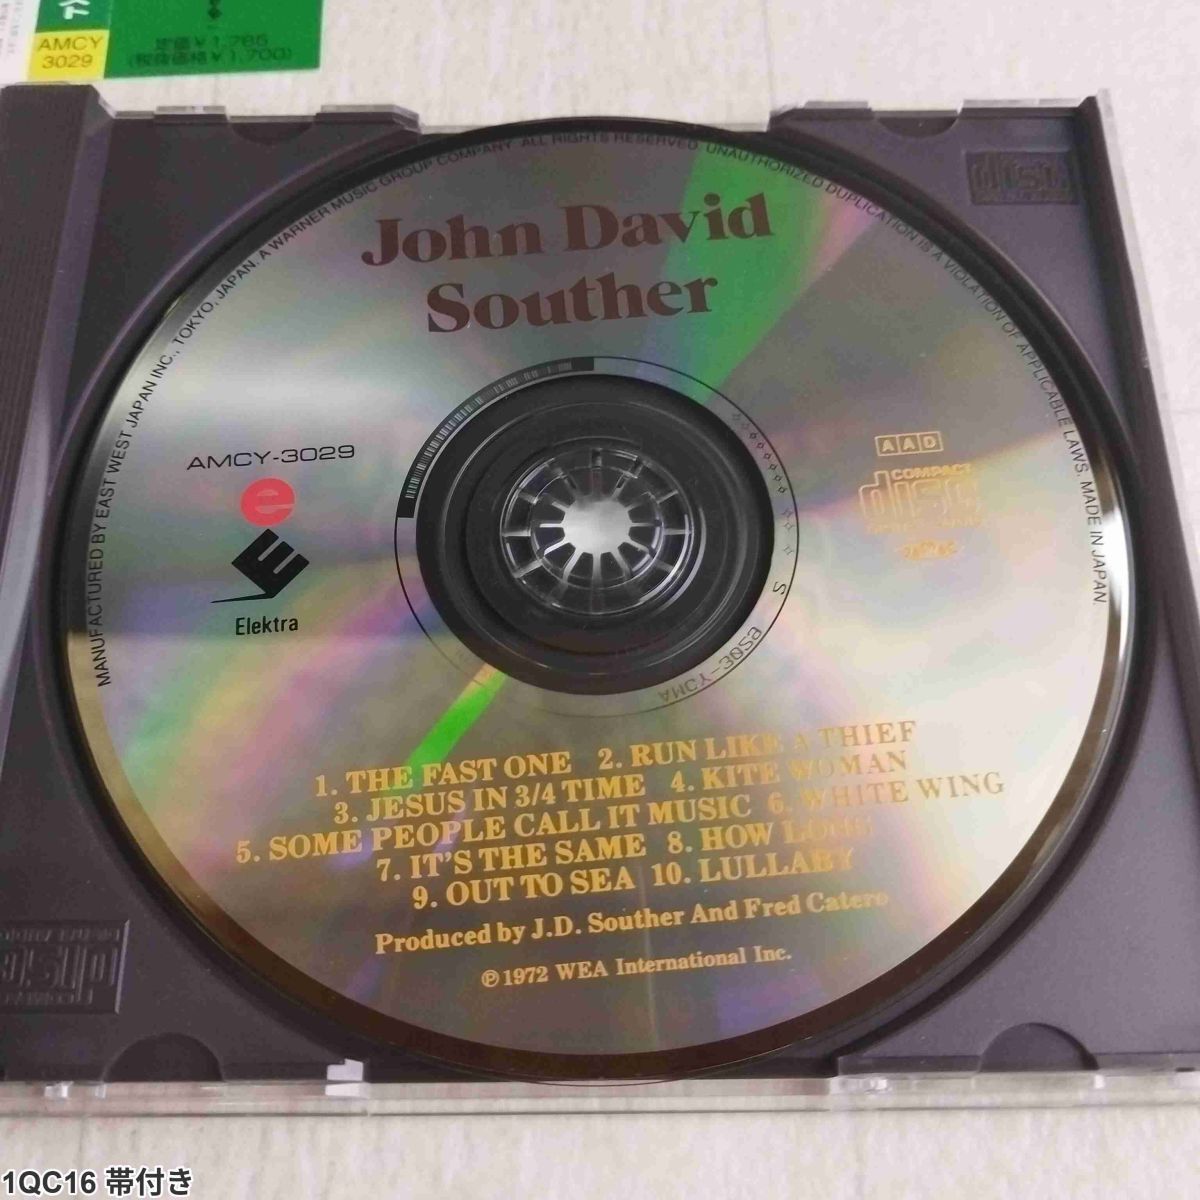 AMCY
3029
定価¥1,785
(税抜価格¥1,700)
MANUFACTURED BY EAST WEST JAPAN INC., TOKYO, JAPAN. A WARNER MUSIC GROUP COMPANY. ALL RIGHTS RESERVED. UNAUTHORIZED DUPLICATION IS A VIOLATION OF APPLICABLE LAWS. MADE IN JAPAN.
John David
Souther
AMCY-3029
e
E
Elektra
AAD
COMPACT
disc
AMCY-3029
S
1. THE FAST ONE 2. RUN LIKE A THIEF
3. JESUS IN 3/4 TIME 4. KITE WOMAN
5. SOME PEOPLE CALL IT MUSIC 6. WHITE WING
7. IT'S THE SAME 8. HOW LONG
9. OUT TO SEA 10. LULLABY
Produced by J.D. Souther And Fred Catero
℗1972 WEA International Inc.
1QC16 帯付き